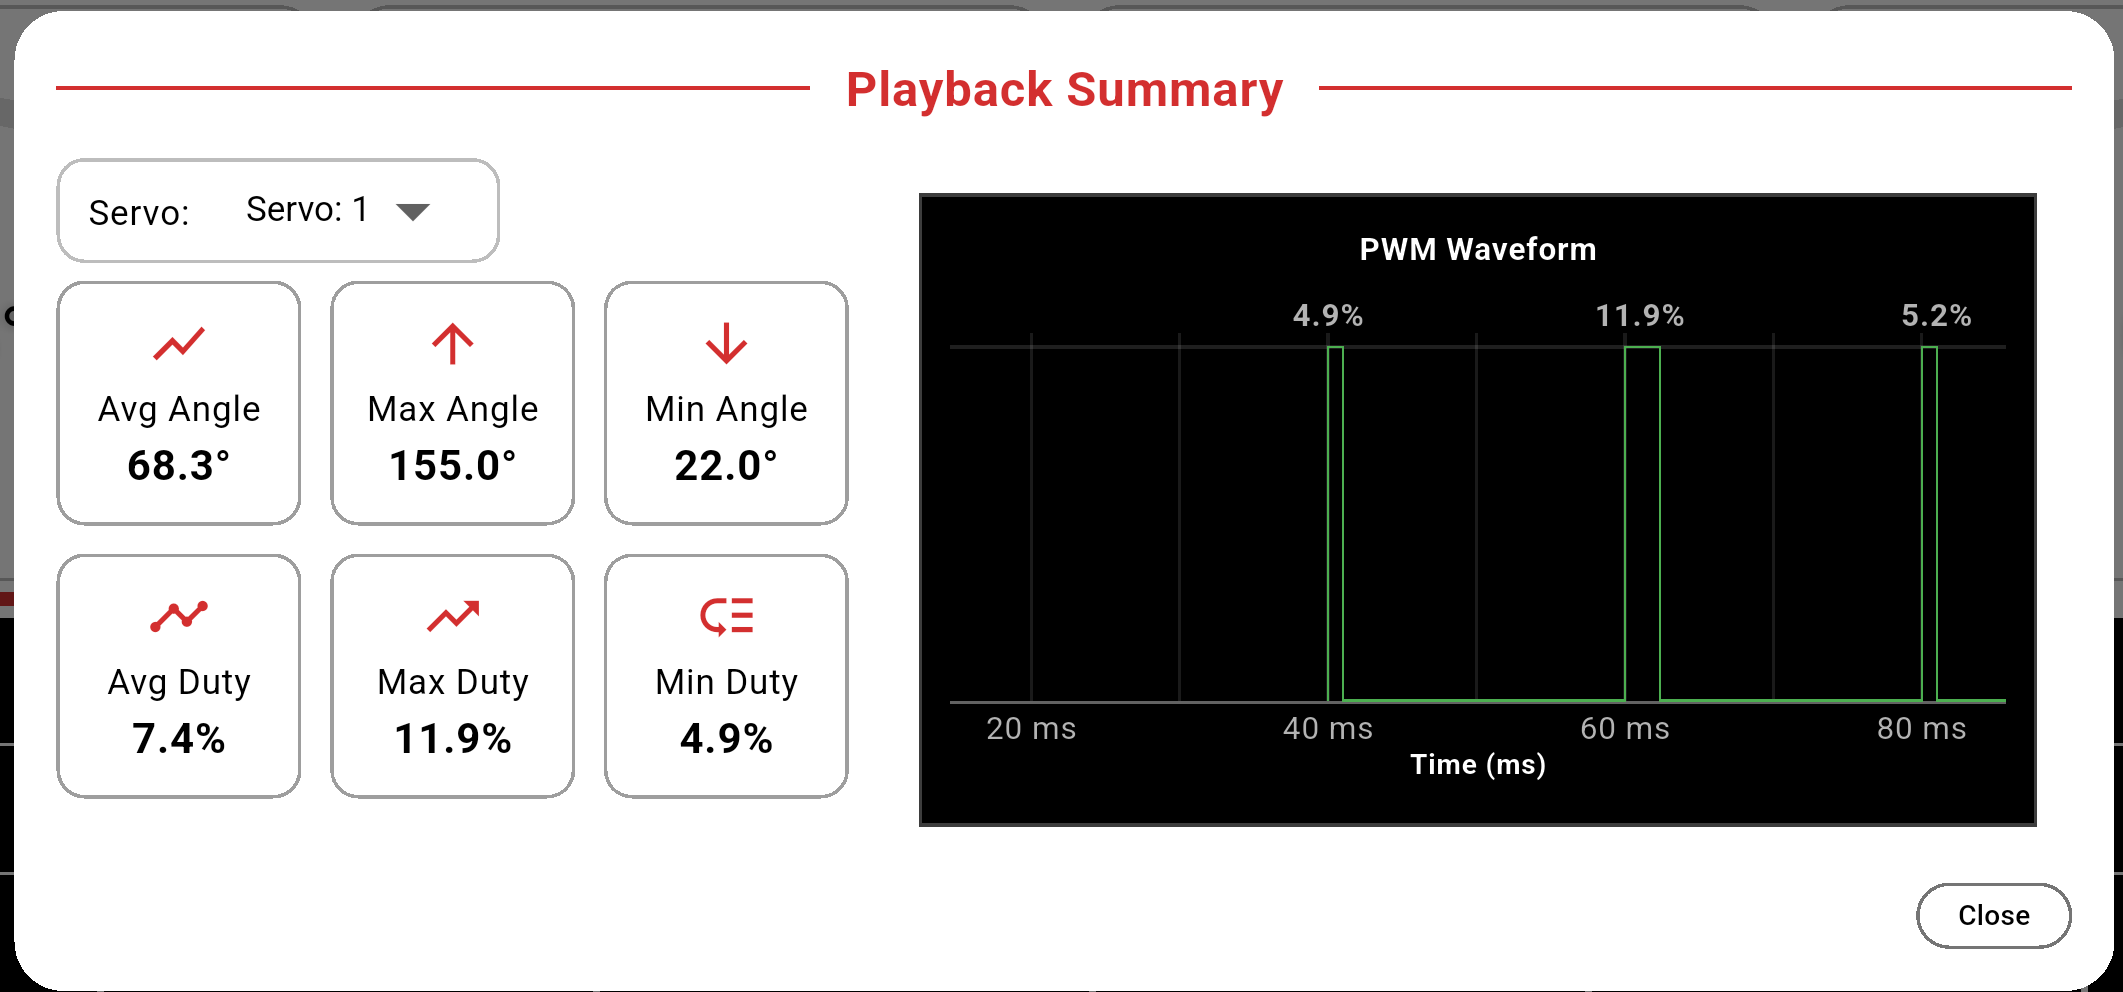 Playback Summary
Servo: Servo: 1
Avg Angle
68.3°
Max Angle
155.0°
Min Angle
22.0°
Avg Duty
7.4%
Max Duty
11.9%
Min Duty
4.9%
PWM Waveform
4.9% 11.9% 5.2%
20 ms 40 ms 60 ms 80 ms
Time (ms)
Close